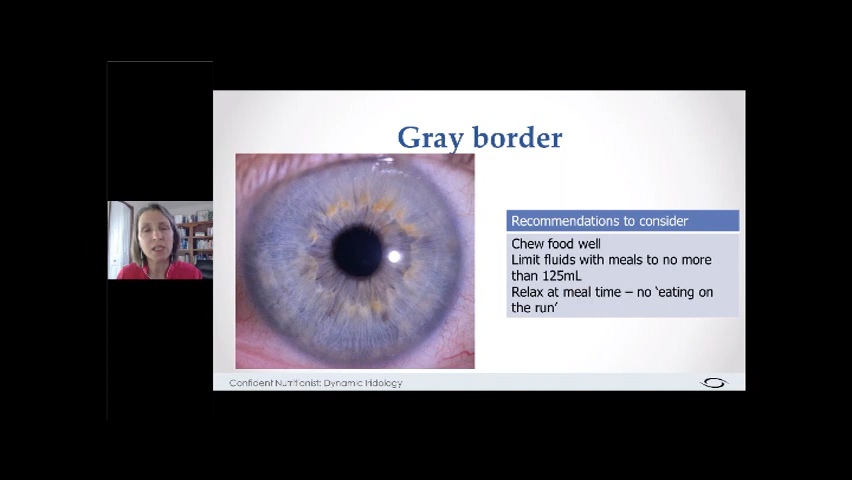 Gray border
Recommendations to consider
Chew food well
Limit fluids with meals to no more
than 125mL
Relax at meal time – no ‘eating on
the run’
Confident Nutritionist: Dynamic Iridology